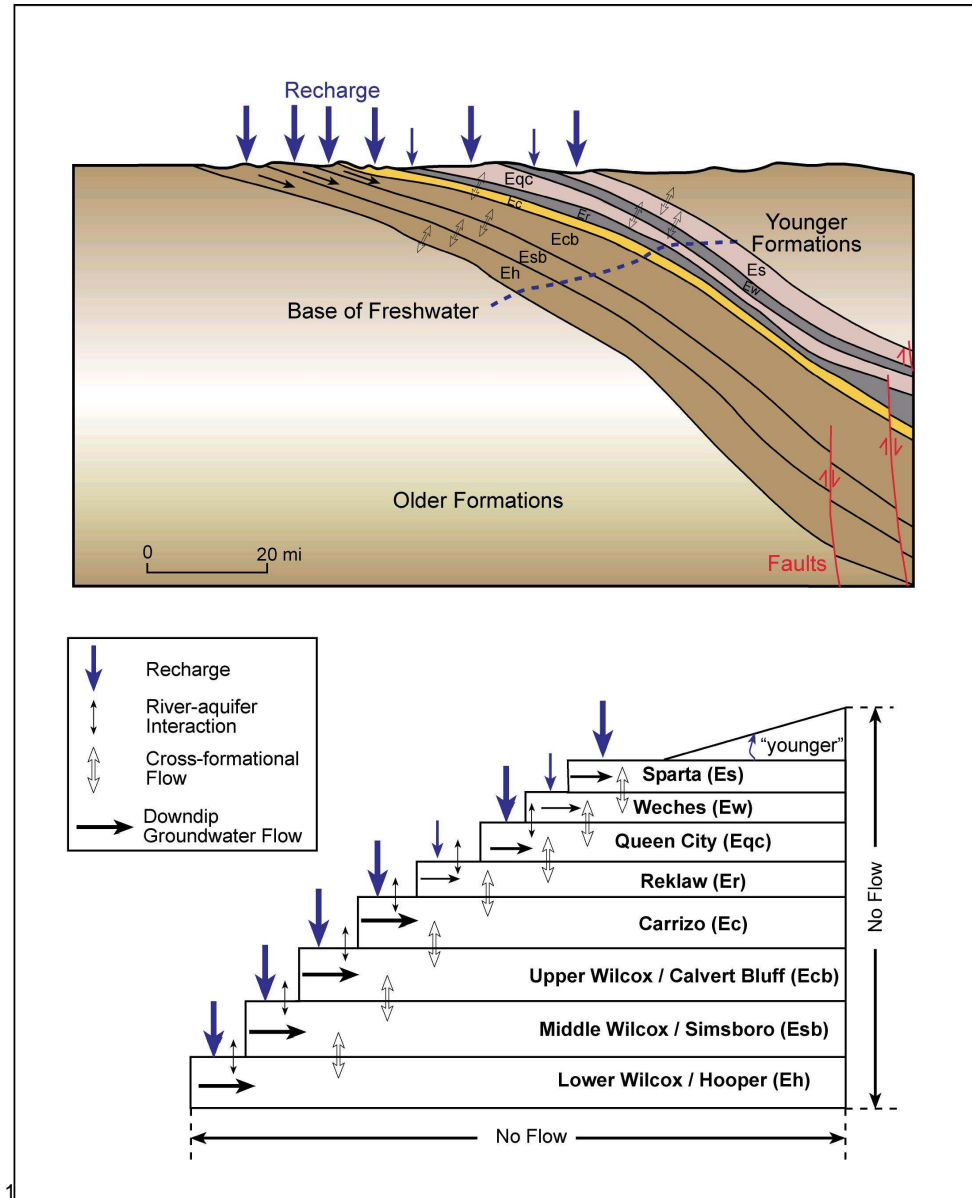 Recharge
Eqc
Ec
Er
Ecb
Esb
Eh
Younger
Formations
Es
Ew
Base of Freshwater
Older Formations
0
20 mi
Faults
Recharge
River-aquifer
Interaction
Cross-formational
Flow
Downdip
Groundwater Flow
"younger"
Sparta (Es)
Weches (Ew)
Queen City (Eqc)
Reklaw (Er)
Carrizo (Ec)
Upper Wilcox / Calvert Bluff (Ecb)
Middle Wilcox / Simsboro (Esb)
Lower Wilcox / Hooper (Eh)
No Flow
No Flow
1